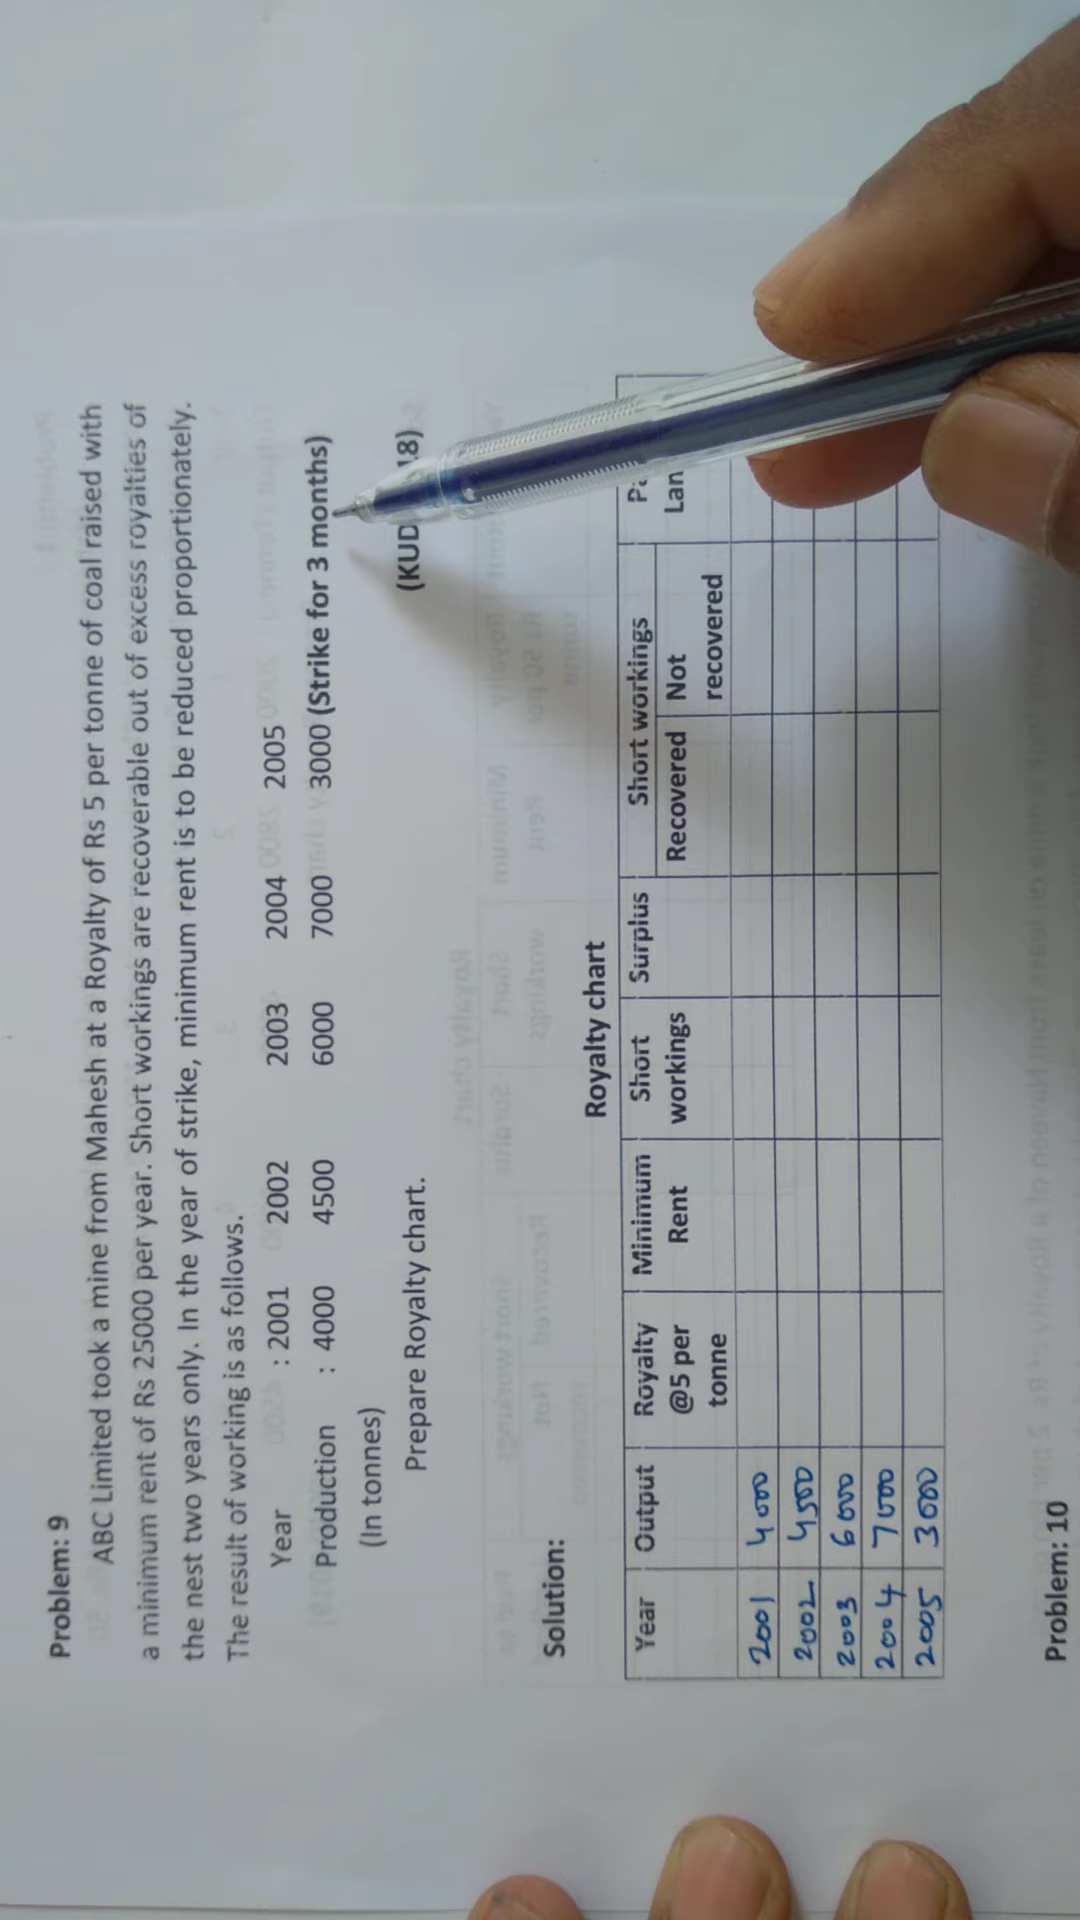 Problem: 9
ABC Limited took a mine from Mahesh at a Royalty of Rs 5 per tonne of coal raised with
a minimum rent of Rs 25000 per year. Short workings are recoverable out of excess royalties of
the nest two years only. In the year of strike, minimum rent is to be reduced proportionately.
The result of working is as follows.
Year : 2001 2002 2003 2004 2005
Production : 4000 4500 6000 7000 3000 (Strike for 3 months)
(In tonnes)
Prepare Royalty chart. (KUD 18)
Solution:
Royalty chart
Year Output Royalty @5 per tonne Minimum Rent Short workings Surplus Short workings Lan
Recovered Not recovered
2001 4000
2002 4500
2003 6000
2004 7000
2005 3000
Problem: 10